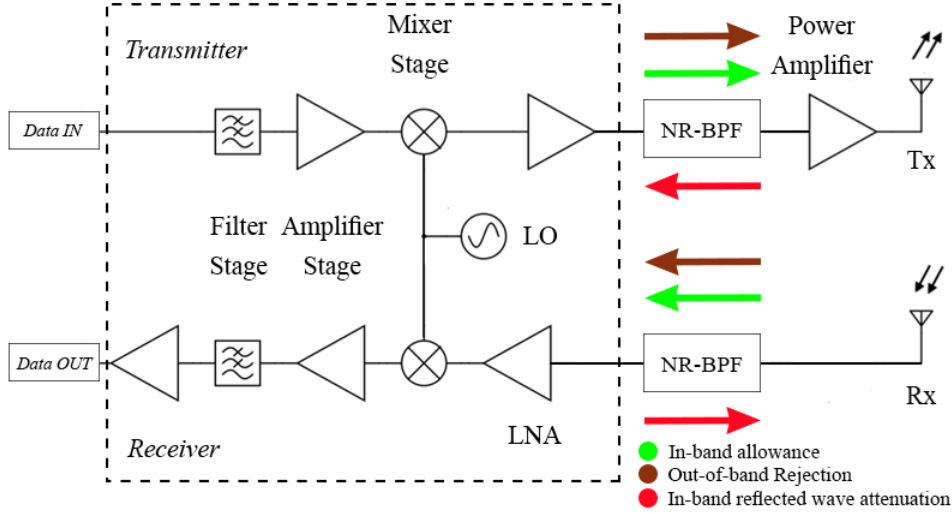 Transmitter
Mixer
Stage
Power
Amplifier
Data IN
NR-BPF
Tx
Filter
Stage
Amplifier
Stage
LO
Data OUT
NR-BPF
Rx
Receiver
LNA
In-band allowance
Out-of-band Rejection
In-band reflected wave attenuation